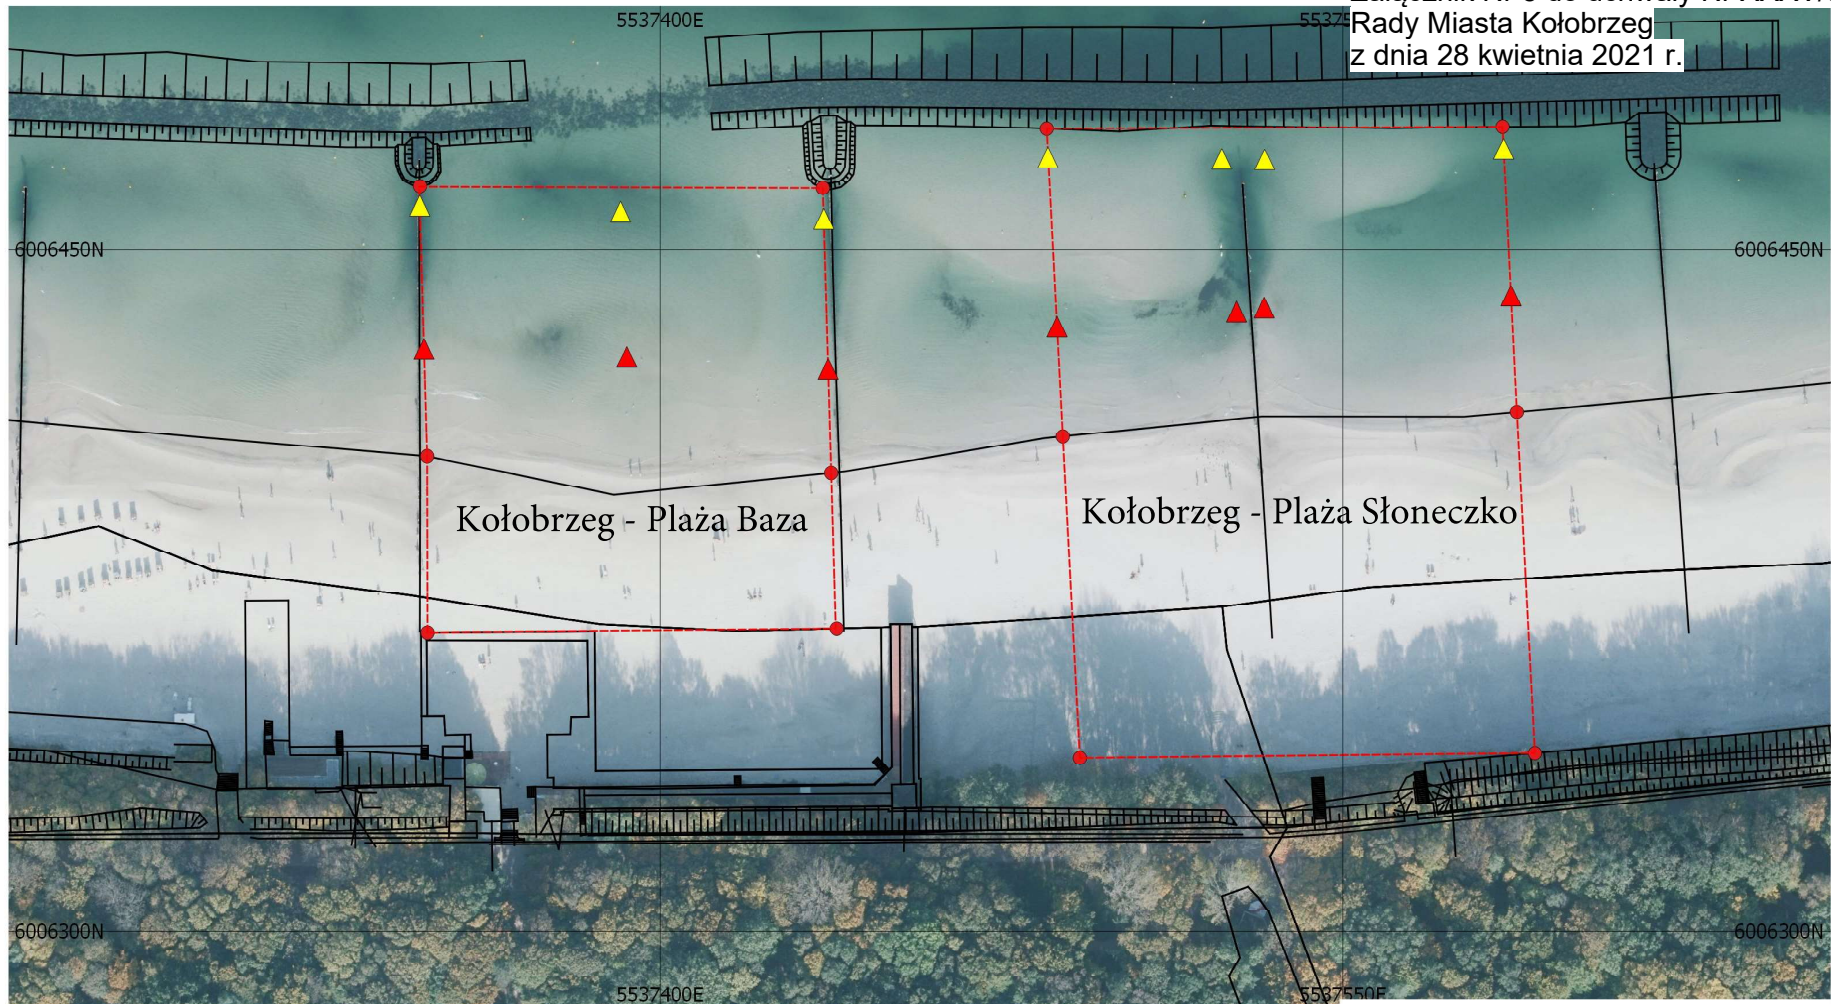 5537400E
Rady Miasta Kołobrzeg
z dnia 28 kwietnia 2021 r.
6006450N
6006450N
Kołobrzeg - Plaża Baza
Kołobrzeg - Plaża Słoneczko
6006300N
6006300N
5537400E
5537550E